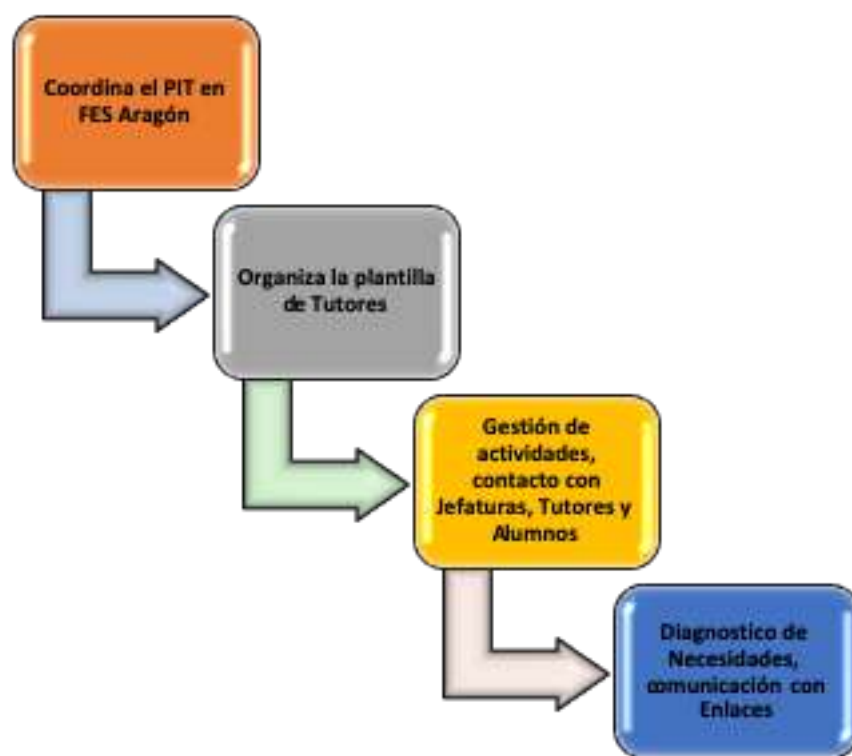 Coordina el PIT en
FES Aragón
Organiza la plantilla
de Tutores
Gestión de
actividades,
contacto con
Jefaturas, Tutores y
Alumnos
Diagnostico de
Necesidades,
comunicación con
Enlaces